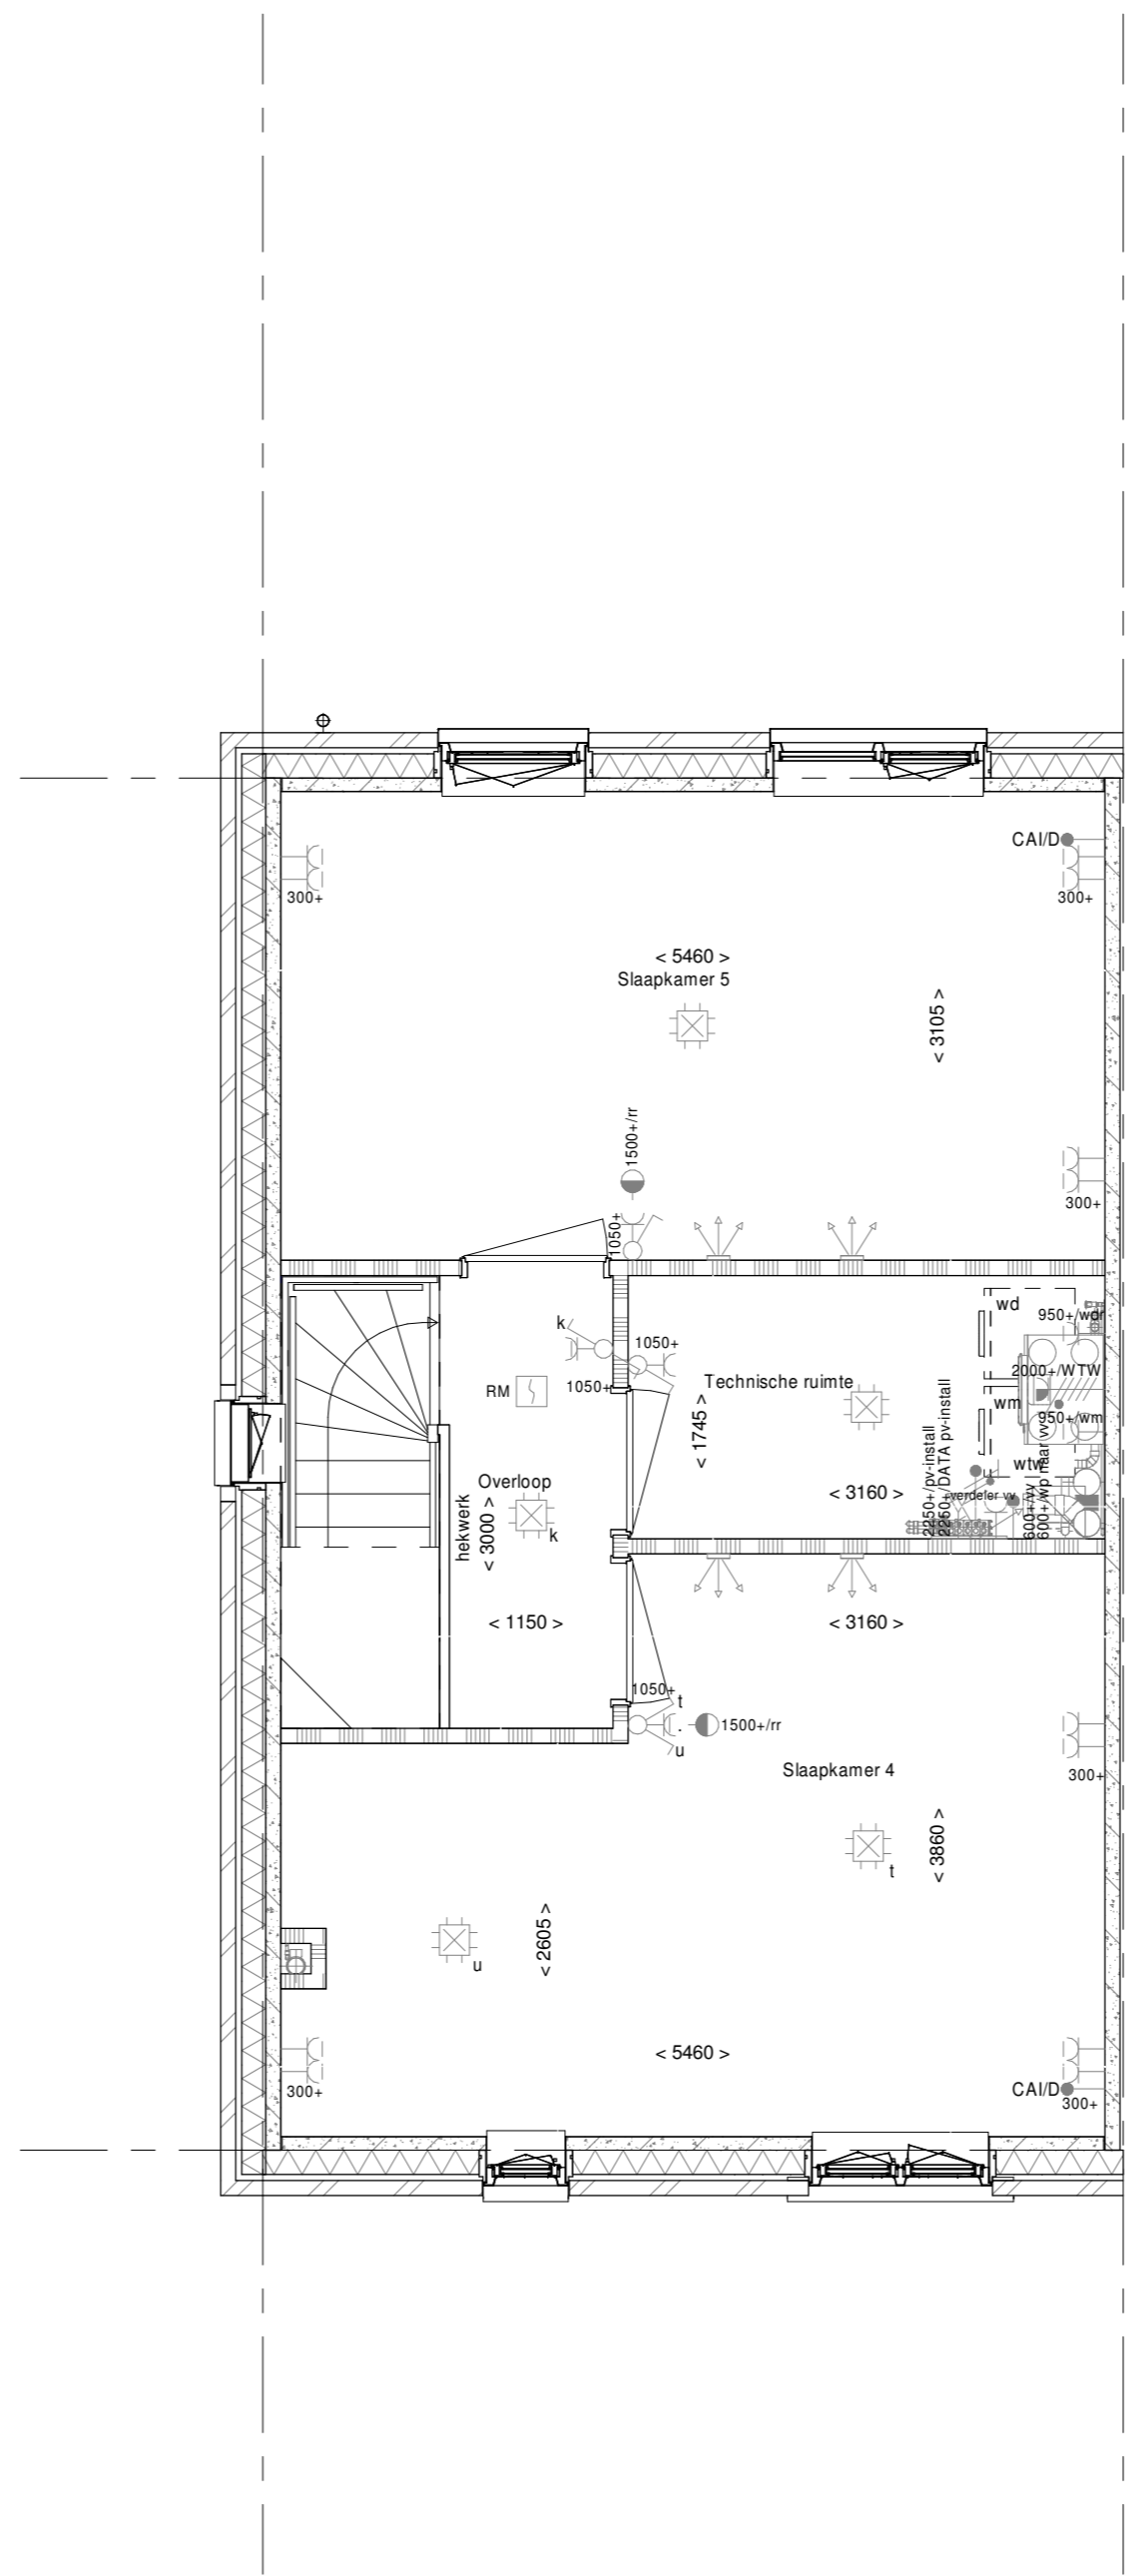 CAI/D
300+
300+
< 5460 >
Slaapkamer 5
< 3105 >
1500+/rr
300+
1050+
k
1050+
1050+
RM
Technische ruimte
< 1745 >
wd
950+/wdr
2000+/WTW
wm
950+/wm
wtw
2250+/pv-install
2250+/DATA pv-install
verdeler vv
600+/vv
600+/wp naar vv
< 3160 >
Overloop
k
hekwerk
< 3000 >
< 1150 >
< 3160 >
1050+
t
u
1500+/rr
300+
Slaapkamer 4
< 3860 >
t
< 2605 >
u
< 5460 >
300+
CAI/D
300+